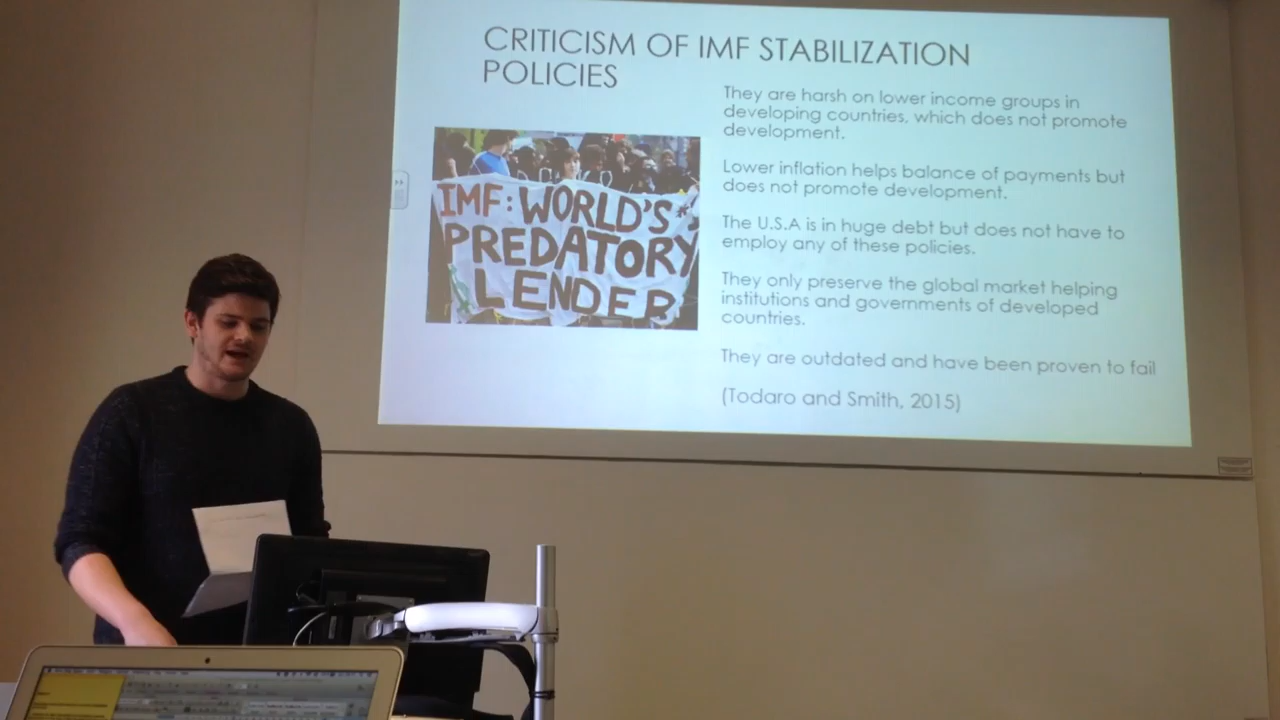 CRITICISM OF IMF STABILIZATION
POLICIES
They are harsh on lower income groups in
developing countries, which does not promote
development.
Lower inflation helps balance of payments but
does not promote development.
The U.S.A is in huge debt but does not have to
employ any of these policies.
They only preserve the global market helping
institutions and governments of developed
countries.
They are outdated and have been proven to fail
(Todaro and Smith, 2015)
IMF: WORLD'S
PREDATORY
LENDER